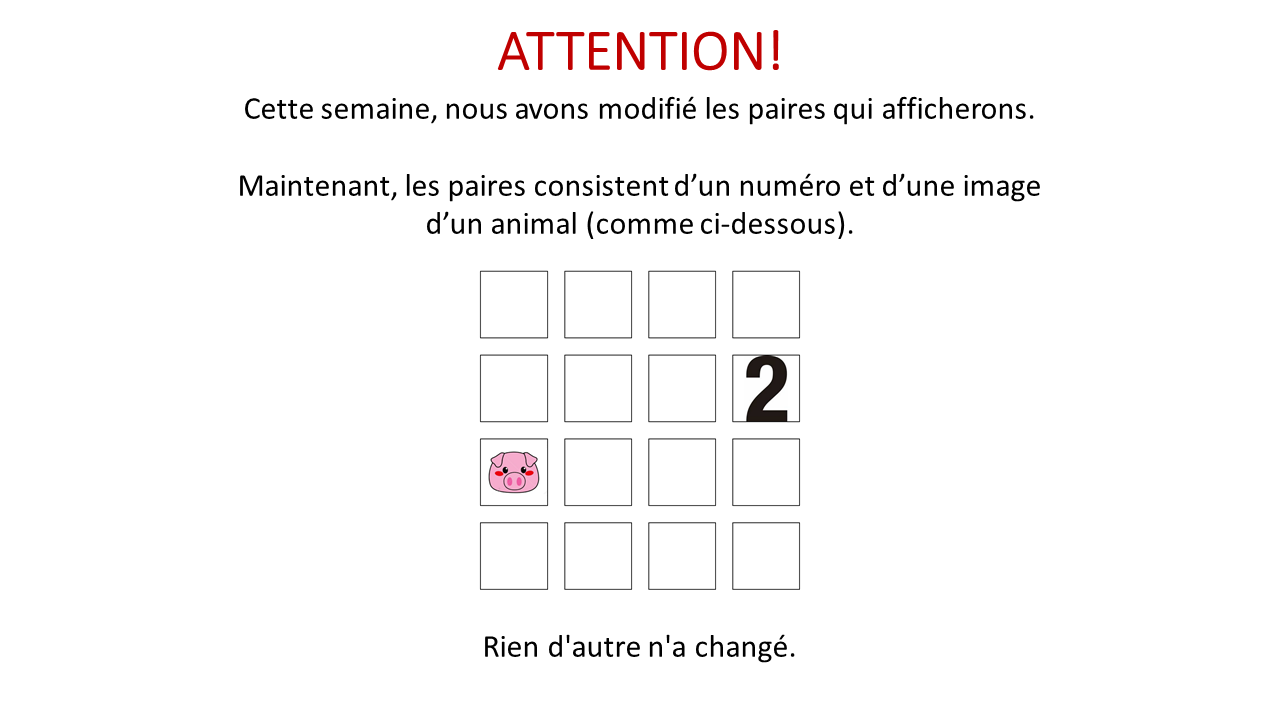 ATTENTION!
Cette semaine, nous avons modifié les paires qui afficherons.
Maintenant, les paires consistent d’un numéro et d’une image
d’un animal (comme ci-dessous).
2
Rien d'autre n'a changé.